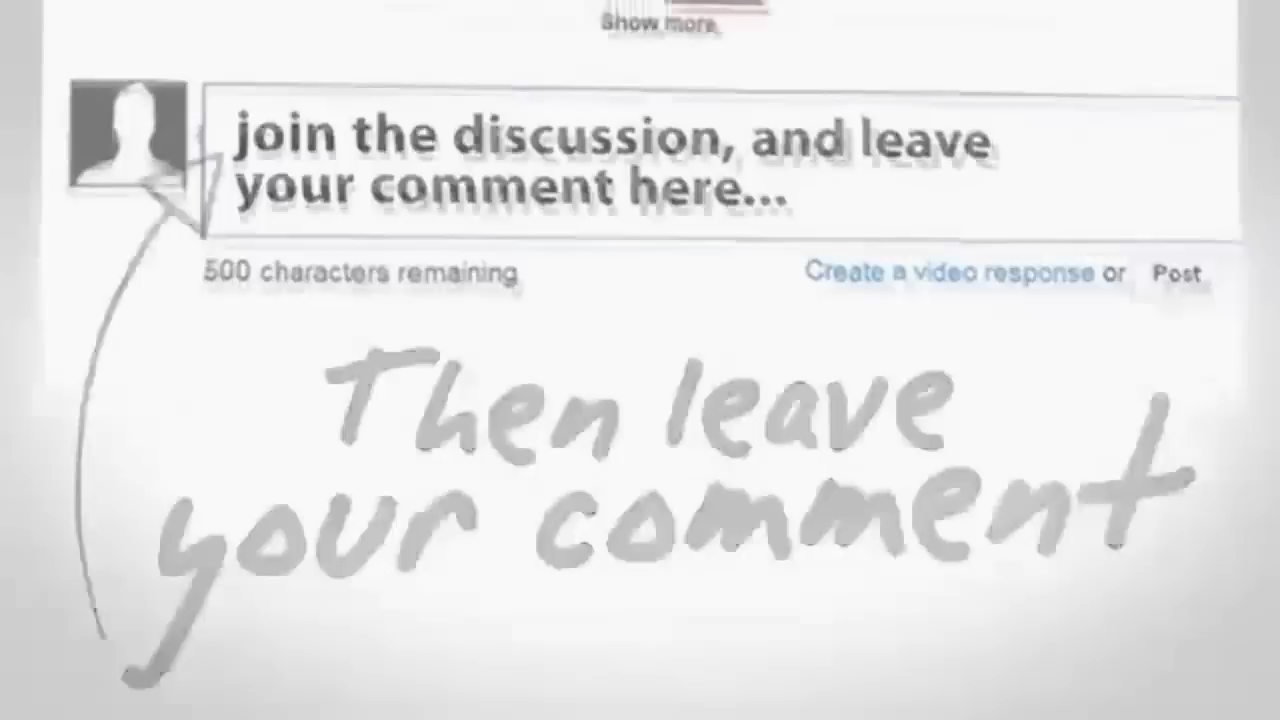 Show more
join the discussion, and leave
your comment here...
500 characters remaining
Create a video response or Post
Then leave
your comment